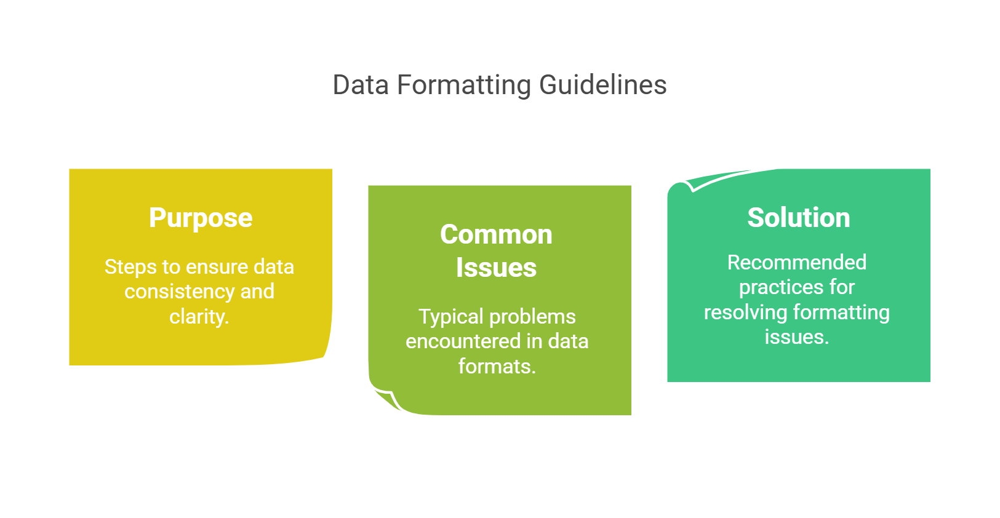 Data Formatting Guidelines
Purpose
Steps to ensure data
consistency and
clarity.
Common
Issues
Typical problems
encountered in data
formats.
Solution
Recommended
practices for
resolving formatting
issues.